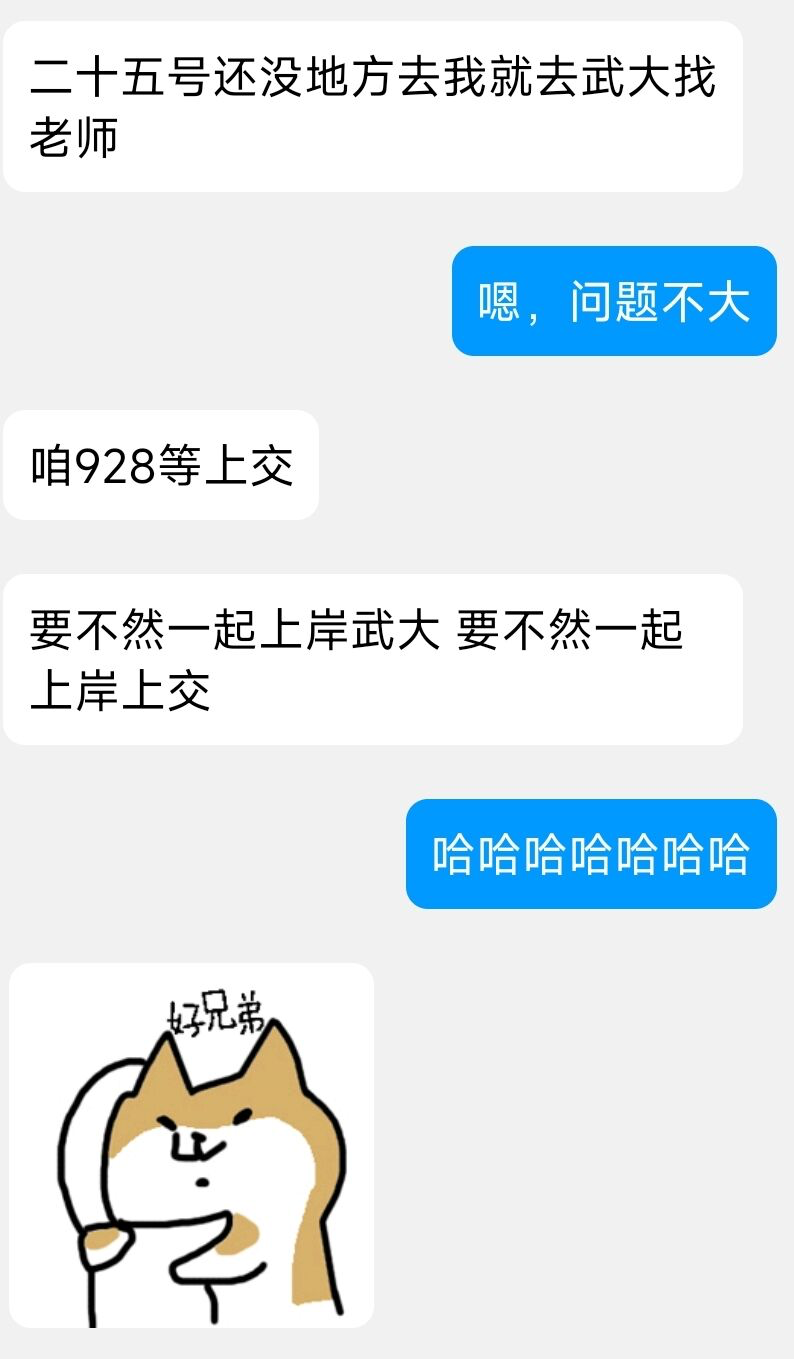 二十五号还没地方去我就去武大找
老师
嗯，问题不大
咱928等上交
要不然一起上岸武大 要不然一起
上岸上交
哈哈哈哈哈哈哈
好兄弟